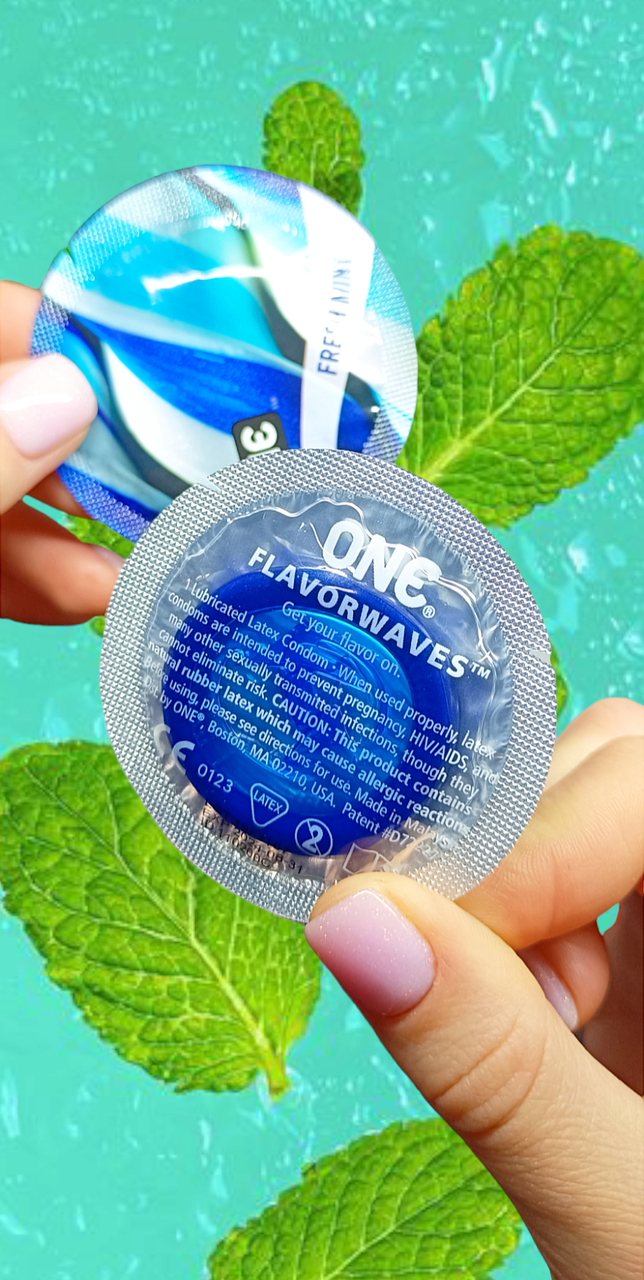 FRESH MINT
ONE®
FLAVORWAVES™
Get your flavor on.
1 Lubricated Latex Condom • When used properly, latex
condoms are intended to prevent pregnancy, HIV/AIDS, and
many other sexually transmitted infections, though they
cannot eliminate risk. CAUTION: This product contains
natural rubber latex which may cause allergic reactions.
Before using, please see directions for use. Made in
by ONE® Boston, MA 02210, USA. Patent
CE 0123
LATEX
2